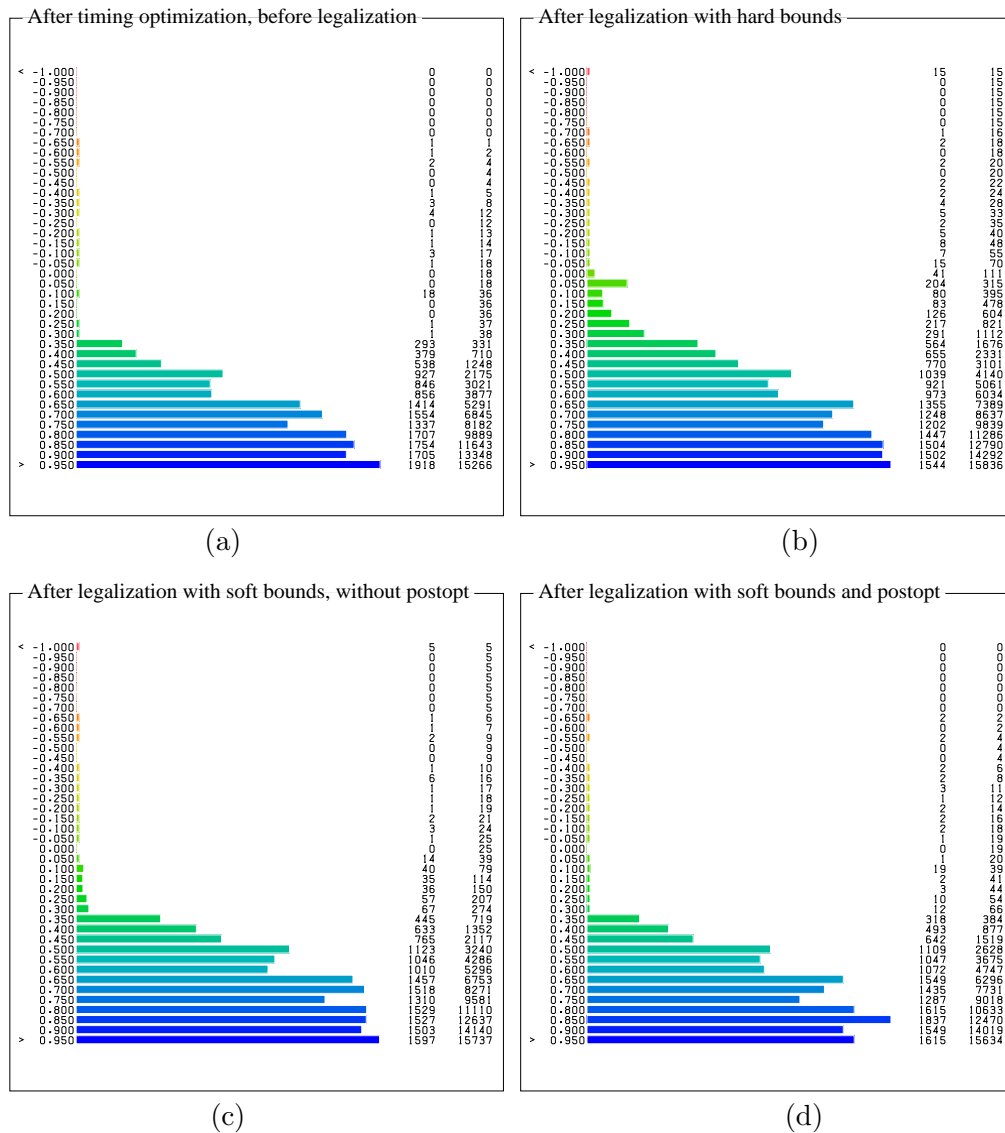 After timing optimization, before legalization
< -1.000 0 0
-0.950 0 0
-0.900 0 0
-0.850 0 0
-0.800 0 0
-0.750 0 0
-0.700 0 0
-0.650 1 1
-0.600 1 2
-0.550 2 4
-0.500 0 4
-0.450 0 4
-0.400 1 5
-0.350 3 8
-0.300 4 12
-0.250 0 12
-0.200 1 13
-0.150 1 14
-0.100 3 17
-0.050 1 18
0.000 0 18
0.050 0 18
0.100 18 36
0.150 0 36
0.200 0 36
0.250 1 37
0.300 1 38
0.350 293 331
0.400 379 710
0.450 538 1248
0.500 927 2175
0.550 846 3021
0.600 856 3877
0.650 1414 5291
0.700 1554 6845
0.750 1337 8182
0.800 1707 9889
0.850 1754 11643
0.900 1705 13348
> 0.950 1918 15266
(a)
After legalization with hard bounds
< -1.000 15 15
-0.950 0 15
-0.900 0 15
-0.850 0 15
-0.800 0 15
-0.750 0 15
-0.700 1 16
-0.650 2 18
-0.600 0 18
-0.550 2 20
-0.500 0 20
-0.450 2 22
-0.400 2 24
-0.350 4 28
-0.300 5 33
-0.250 2 35
-0.200 5 40
-0.150 8 48
-0.100 7 55
-0.050 15 70
0.000 41 111
0.050 204 315
0.100 80 395
0.150 83 478
0.200 126 604
0.250 217 821
0.300 291 1112
0.350 564 1676
0.400 655 2331
0.450 770 3101
0.500 1039 4140
0.550 921 5061
0.600 973 6034
0.650 1355 7389
0.700 1248 8637
0.750 1202 9839
0.800 1447 11286
0.850 1504 12790
0.900 1502 14292
> 0.950 1544 15836
(b)
After legalization with soft bounds, without postopt
< -1.000 5 5
-0.950 0 5
-0.900 0 5
-0.850 0 5
-0.800 0 5
-0.750 0 5
-0.700 0 5
-0.650 1 6
-0.600 1 7
-0.550 2 9
-0.500 0 9
-0.450 0 9
-0.400 1 10
-0.350 6 16
-0.300 1 17
-0.250 1 18
-0.200 1 19
-0.150 2 21
-0.100 3 24
-0.050 1 25
0.000 0 25
0.050 14 39
0.100 40 79
0.150 35 114
0.200 36 150
0.250 57 207
0.300 67 274
0.350 445 719
0.400 633 1352
0.450 765 2117
0.500 1123 3240
0.550 1046 4286
0.600 1010 5296
0.650 1457 6753
0.700 1518 8271
0.750 1310 9581
0.800 1529 11110
0.850 1527 12637
0.900 1503 14140
> 0.950 1597 15737
(c)
After legalization with soft bounds and postopt
< -1.000 0 0
-0.950 0 0
-0.900 0 0
-0.850 0 0
-0.800 0 0
-0.750 0 0
-0.700 0 0
-0.650 2 2
-0.600 0 2
-0.550 2 4
-0.500 0 4
-0.450 0 4
-0.400 2 6
-0.350 2 8
-0.300 3 11
-0.250 1 12
-0.200 2 14
-0.150 2 16
-0.100 2 18
-0.050 1 19
0.000 0 19
0.050 1 20
0.100 19 39
0.150 2 41
0.200 3 44
0.250 10 54
0.300 12 66
0.350 318 384
0.400 493 877
0.450 642 1519
0.500 1109 2628
0.550 1047 3675
0.600 1072 4747
0.650 1549 6296
0.700 1435 7731
0.750 1287 9018
0.800 1615 10633
0.850 1837 12470
0.900 1549 14019
> 0.950 1615 15634
(d)